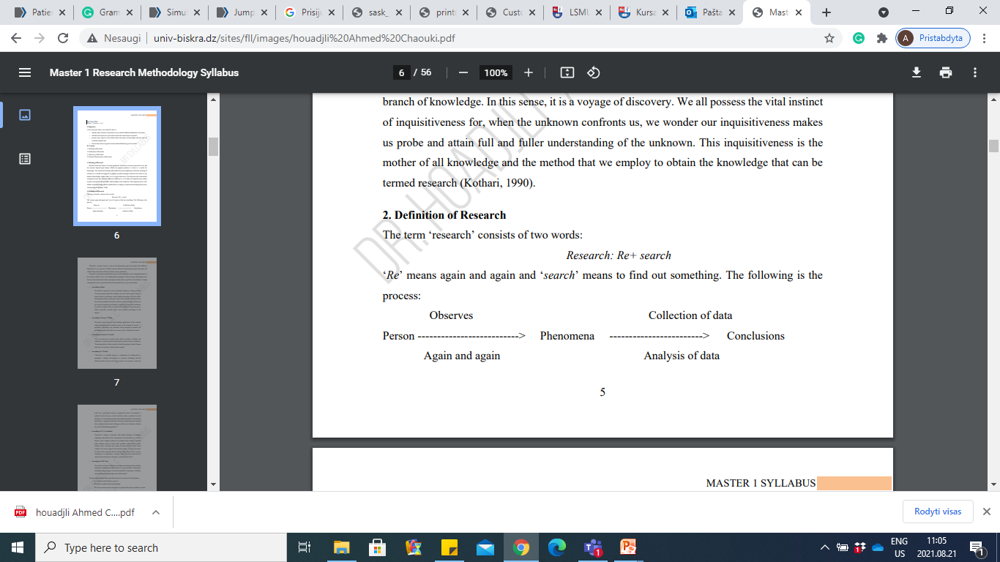 Patie
Gram
Simul
Jump
Prisiju
sask_
printi
Custo
LSMU
Kursa
Pašta
Mast
Nesaugi
univ-biskra.dz/sites/fll/images/houadjli%20Ahmed%20Chaouki.pdf
A Pristabdyta
Master 1 Research Methodology Syllabus
6 / 56
100%
6
7
branch of knowledge. In this sense, it is a voyage of discovery. We all possess the vital instinct
of inquisitiveness for, when the unknown confronts us, we wonder our inquisitiveness makes
us probe and attain full and fuller understanding of the unknown. This inquisitiveness is the
mother of all knowledge and the method that we employ to obtain the knowledge that can be
termed research (Kothari, 1990).
2. Definition of Research
The term ‘research’ consists of two words:
Research: Re+ search
‘Re’ means again and again and ‘search’ means to find out something. The following is the
process:
Observes Collection of data
Person --------------------------> Phenomena ------------------------> Conclusions
Again and again Analysis of data
5
DR.HOADJLI
MASTER 1 SYLLABUS
PDF houadjli Ahmed C....pdf
Rodyti visas
Type here to search
1
1
ENG
US
11:05
2021.08.21
1